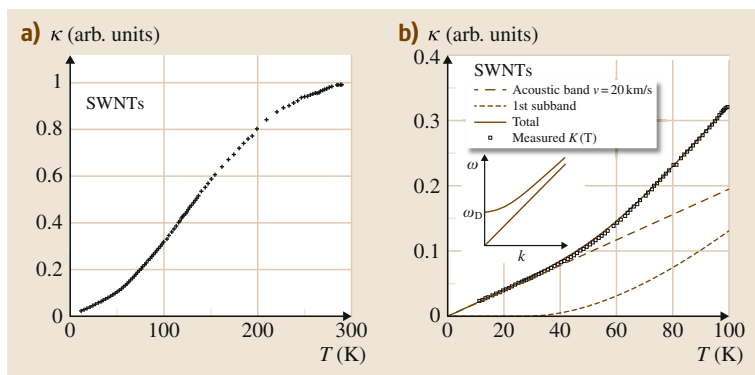 a) κ (arb. units)
SWNTs
1
0.8
0.6
0.4
0.2
0
0 100 200 300
T (K)
b) κ (arb. units)
0.4
0.3
0.2
0.1
0
SWNTs
Acoustic band v = 20 km/s
1st subband
Total
Measured K(T)
ω
ωD
k
0 20 40 60 80 100
T (K)